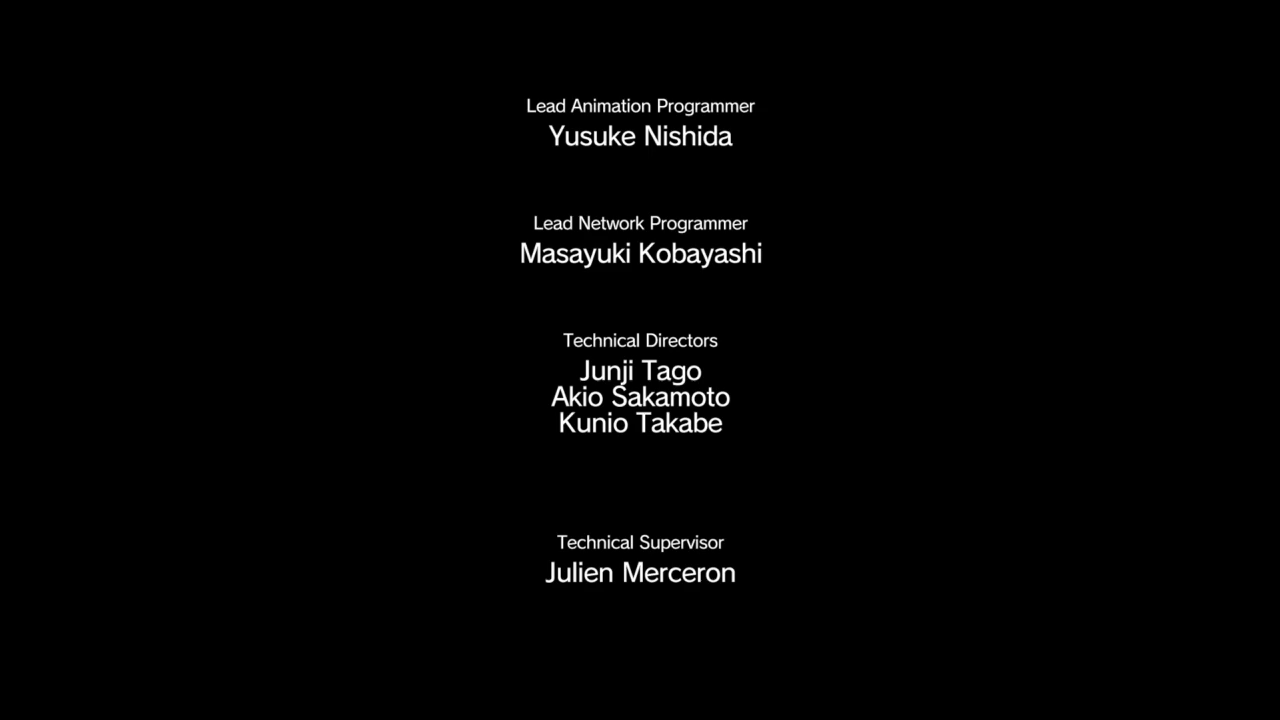 Lead Animation Programmer
Yusuke Nishida
Lead Network Programmer
Masayuki Kobayashi
Technical Directors
Junji Tago
Akio Sakamoto
Kunio Takabe
Technical Supervisor
Julien Merceron